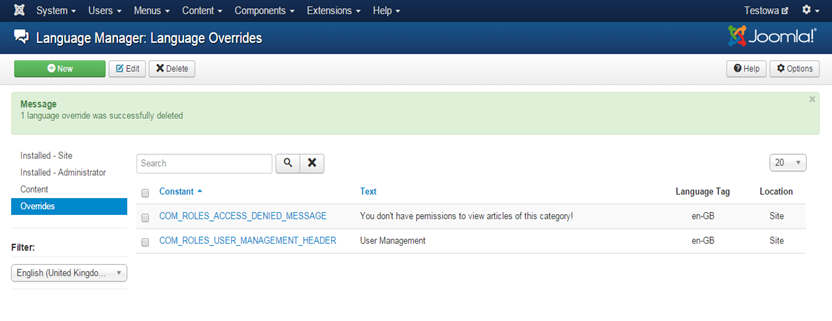 System Users Menus Content Components Extensions Help Testowa
Language Manager: Language Overrides Joomla!
New Edit Delete Help Options
Message
1 language override was successfully deleted
Installed - Site
Installed - Administrator
Content
Overrides
Filter:
English (United Kingdo...
Search 20
Constant Text Language Tag Location
COM_ROLES_ACCESS_DENIED_MESSAGE You don't have permissions to view articles of this category! en-GB Site
COM_ROLES_USER_MANAGEMENT_HEADER User Management en-GB Site